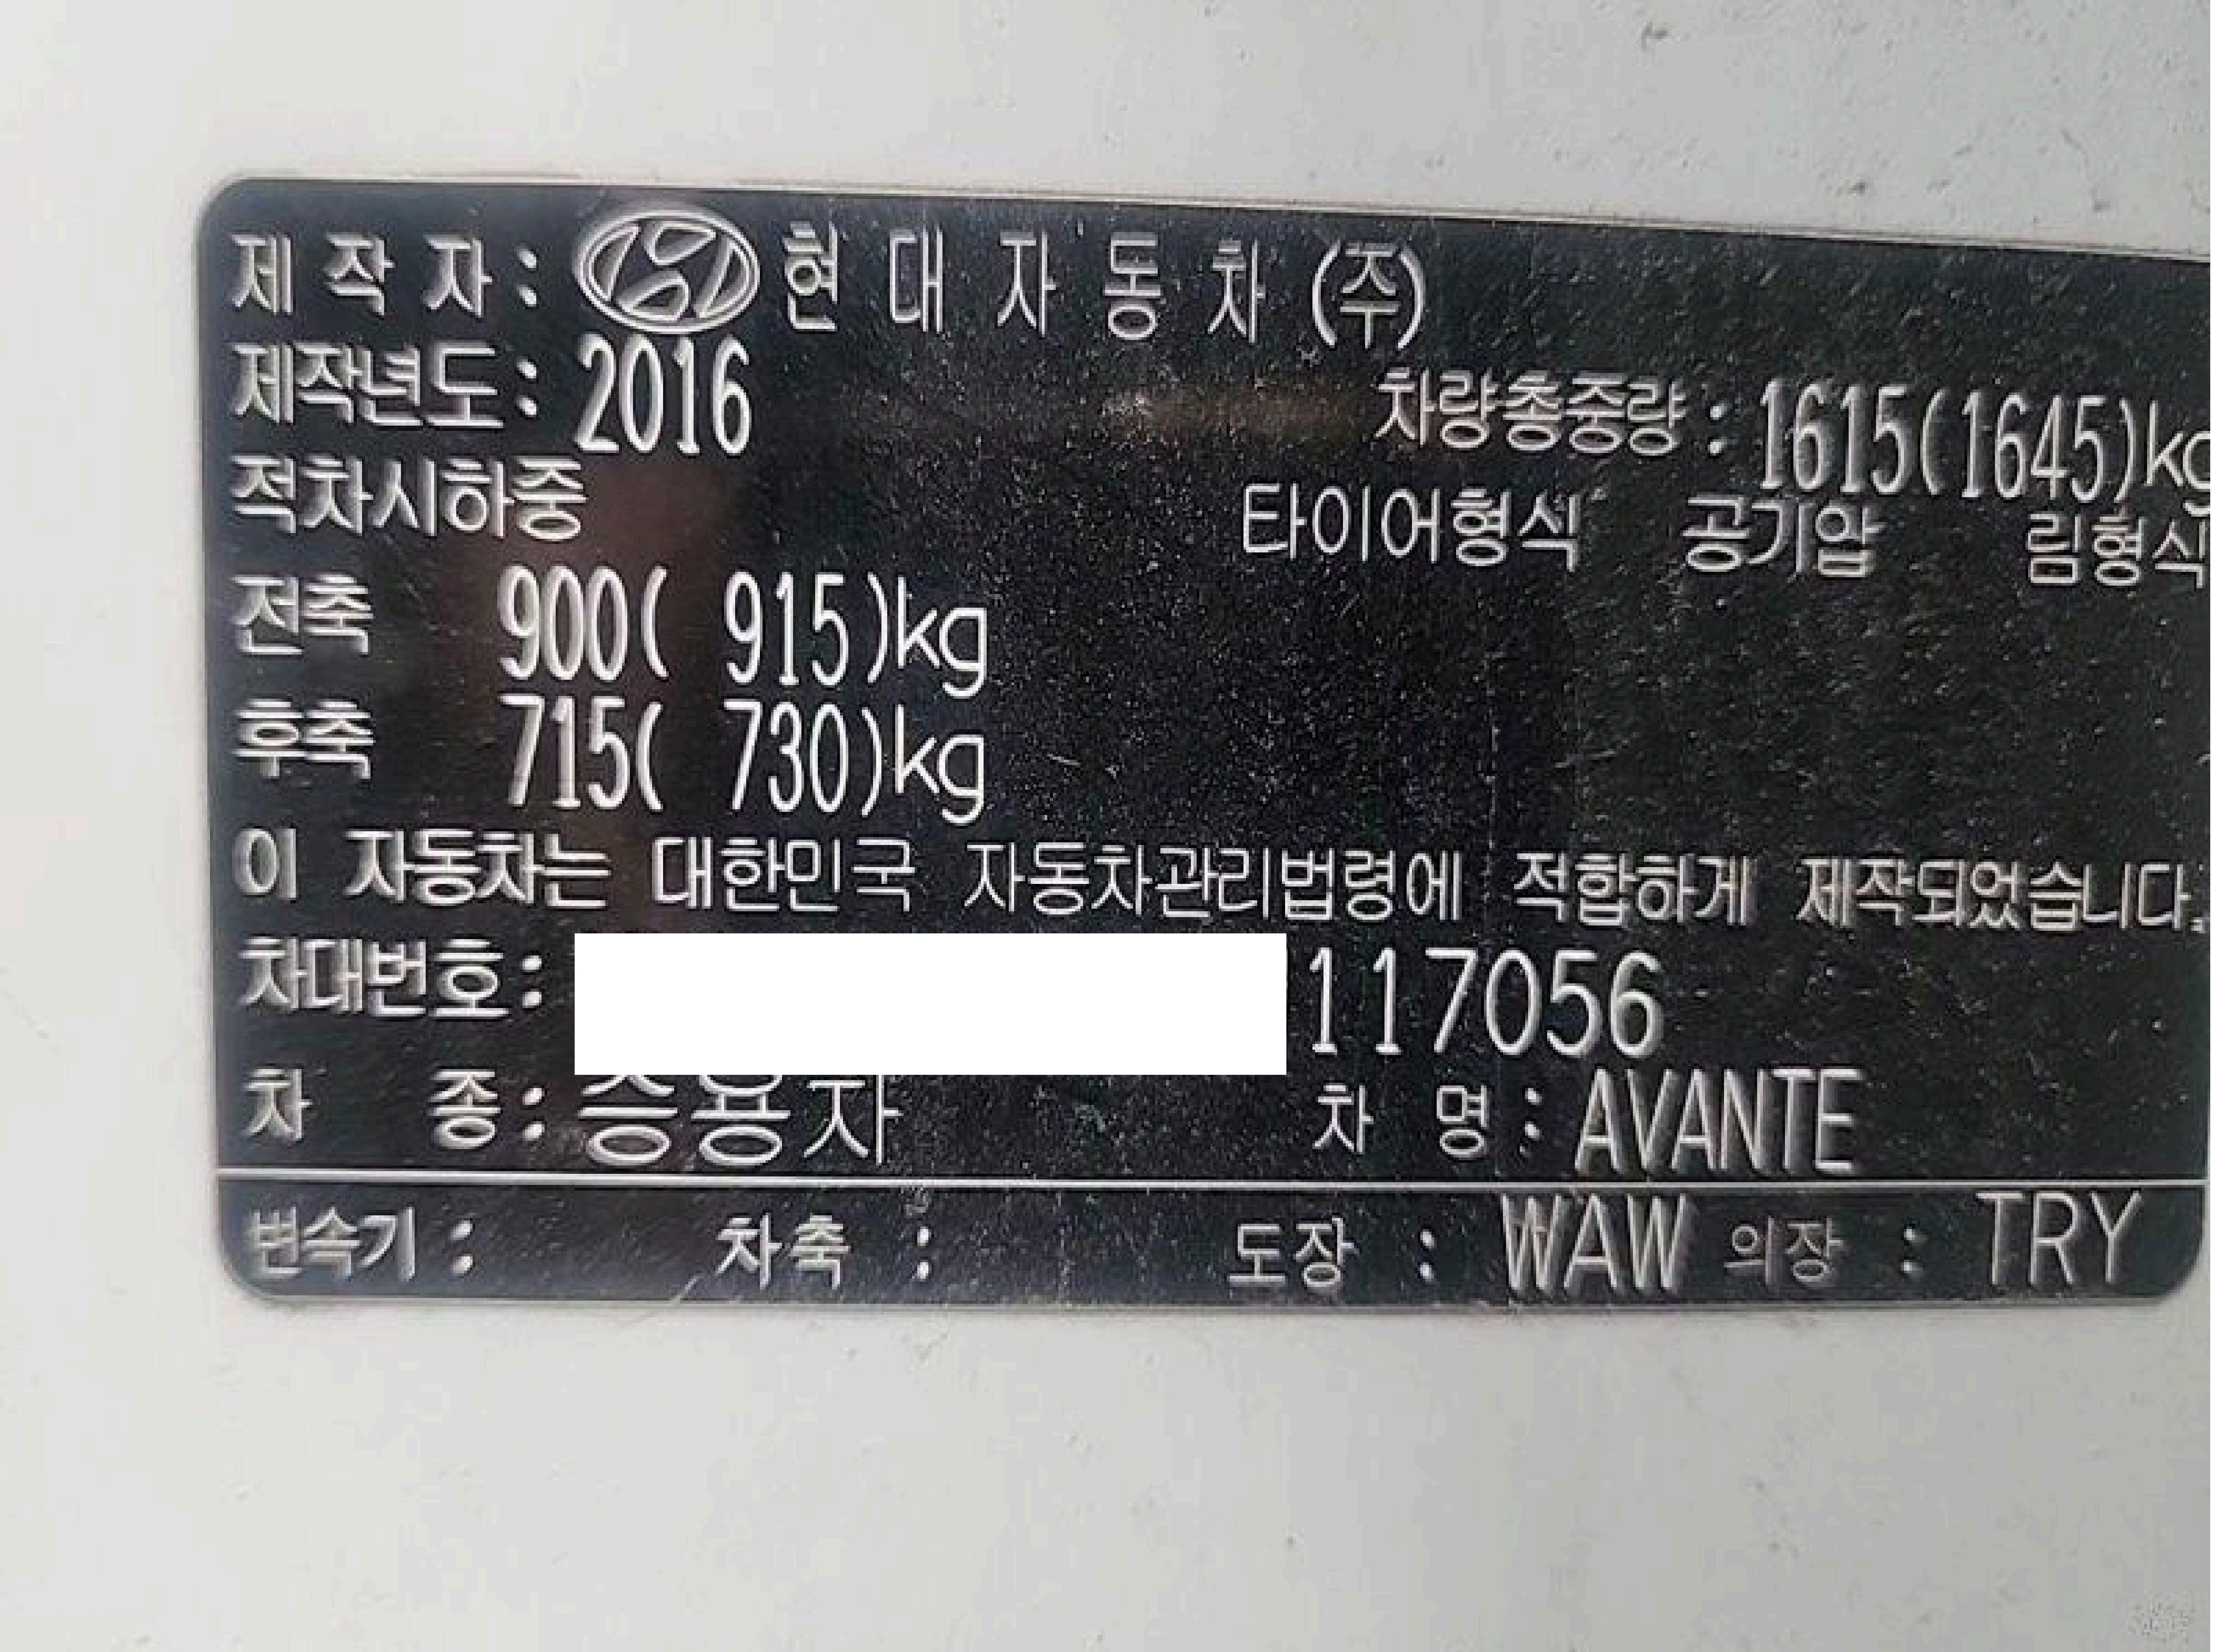 제 작 자 : 현 대 자 동 차 (주)
제작년도 : 2016
차량총중량 : 1615(1645)kg
적차시하중
타이어형식 공기압 림형식
전축 900( 915)kg
후축 715( 730)kg
이 자동차는 대한민국 자동차관리법령에 적합하게 제작되었습니다.
차대번호 : 117056
차 종 : 승용차 차 명 : AVANTE
변속기 : 차축 : 도장 : WAW 의장 : TRY